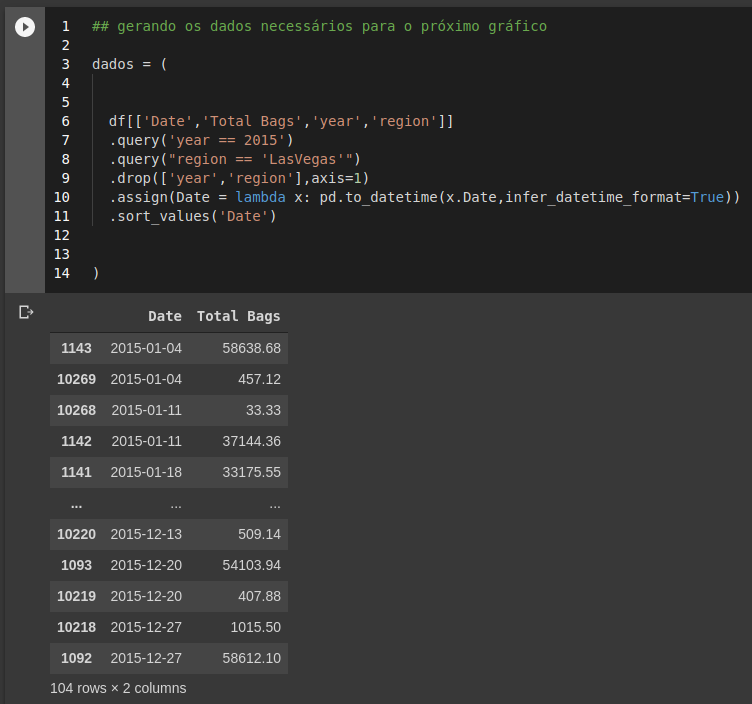 1 ## gerando os dados necessários para o próximo gráfico
2
3 dados = (
4
5
6 df[['Date','Total Bags','year','region']]
7 .query('year == 2015')
8 .query("region == 'LasVegas'")
9 .drop(['year','region'],axis=1)
10 .assign(Date = lambda x: pd.to_datetime(x.Date,infer_datetime_format=True))
11 .sort_values('Date')
12
13
14 )
Date Total Bags
1143 2015-01-04 58638.68
10269 2015-01-04 457.12
10268 2015-01-11 33.33
1142 2015-01-11 37144.36
1141 2015-01-18 33175.55
... ... ...
10220 2015-12-13 509.14
1093 2015-12-20 54103.94
10219 2015-12-20 407.88
10218 2015-12-27 1015.50
1092 2015-12-27 58612.10
104 rows × 2 columns